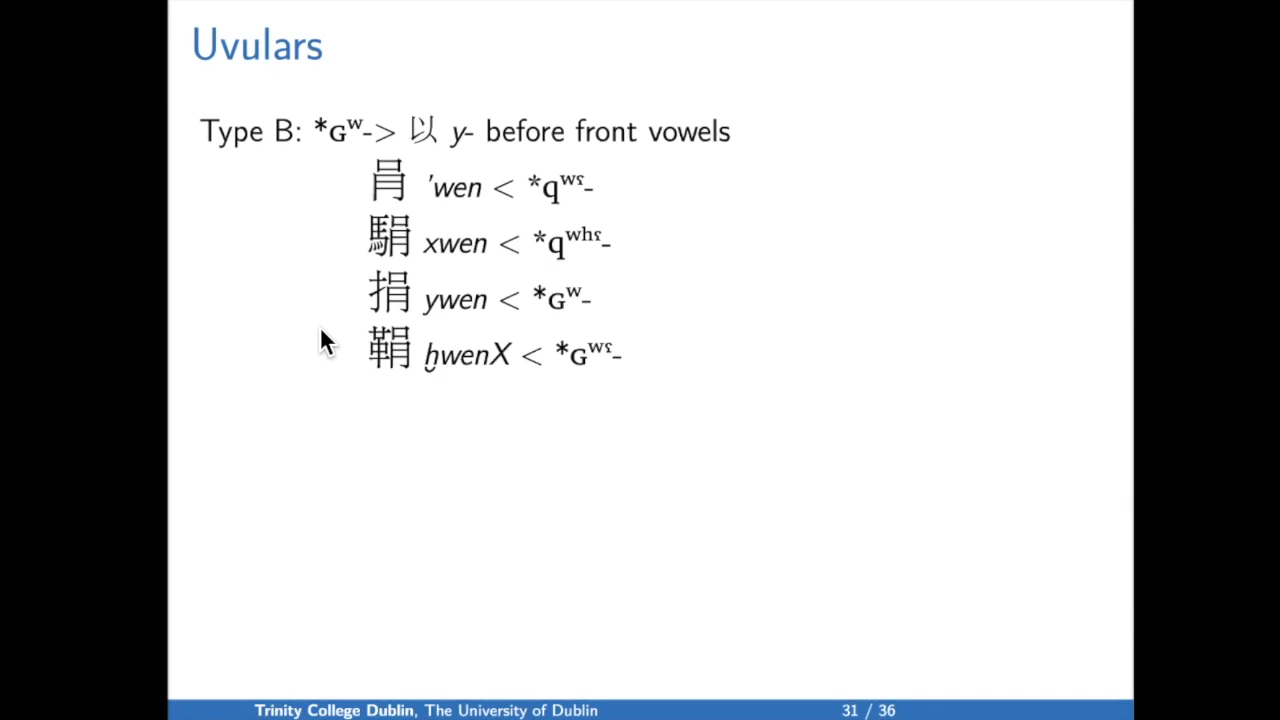 Uvulars
Type B: *ɢʷ-> 以 y- before front vowels
肙 ’wen < *qʷˤ-
駽 xwen < *qʷʰˤ-
捐 ywen < *ɢʷ-
鞙 ḫwenX < *ɢʷˤ-
Trinity College Dublin, The University of Dublin 31 / 36